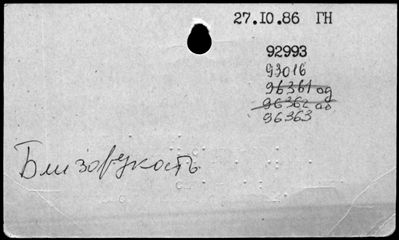 27.10.86 ГН
92993
93016
96361 од
96362 ав
96363
Близорукость